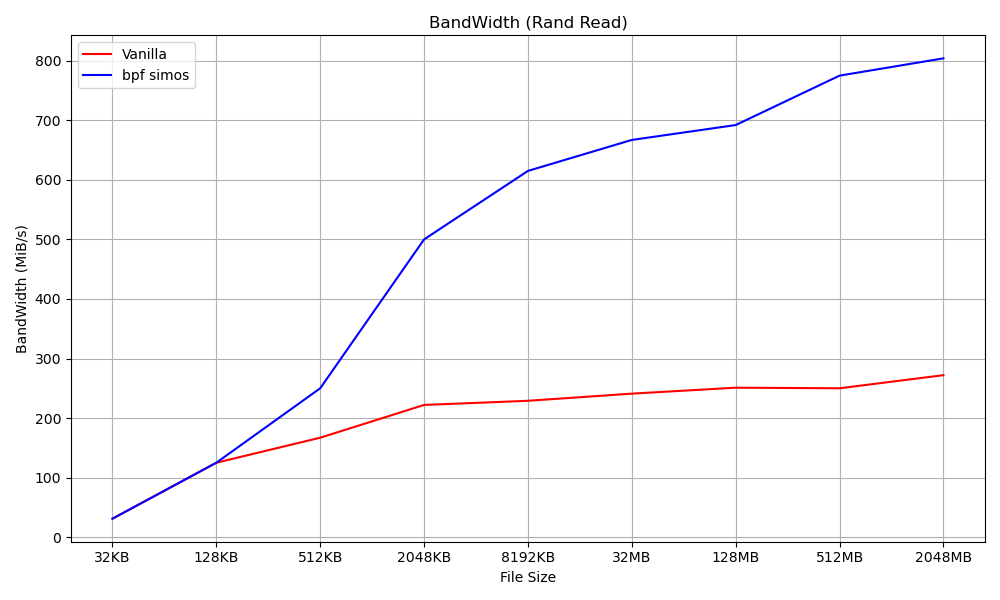 BandWidth (Rand Read)
Vanilla
bpf simos
BandWidth (MiB/s)
800
700
600
500
400
300
200
100
0
32KB 128KB 512KB 2048KB 8192KB 32MB 128MB 512MB 2048MB
File Size